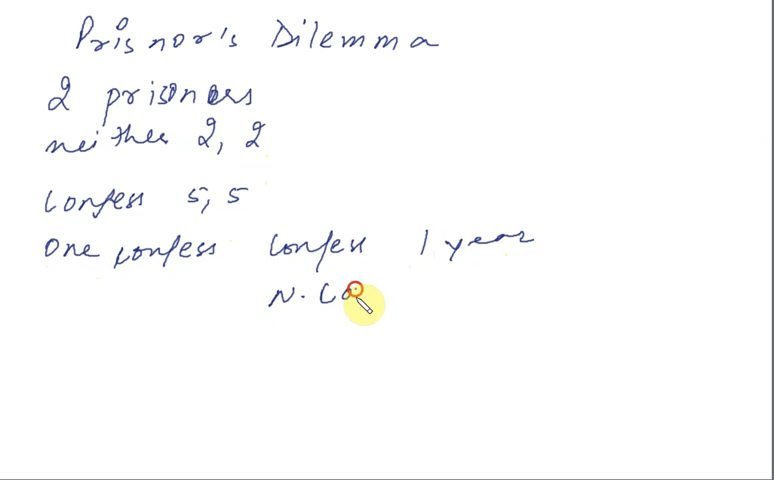 Prisnor's Dilemma
2 prisoners
neither 2, 2
Confess 5, 5
One confess confess 1 year
N. Co